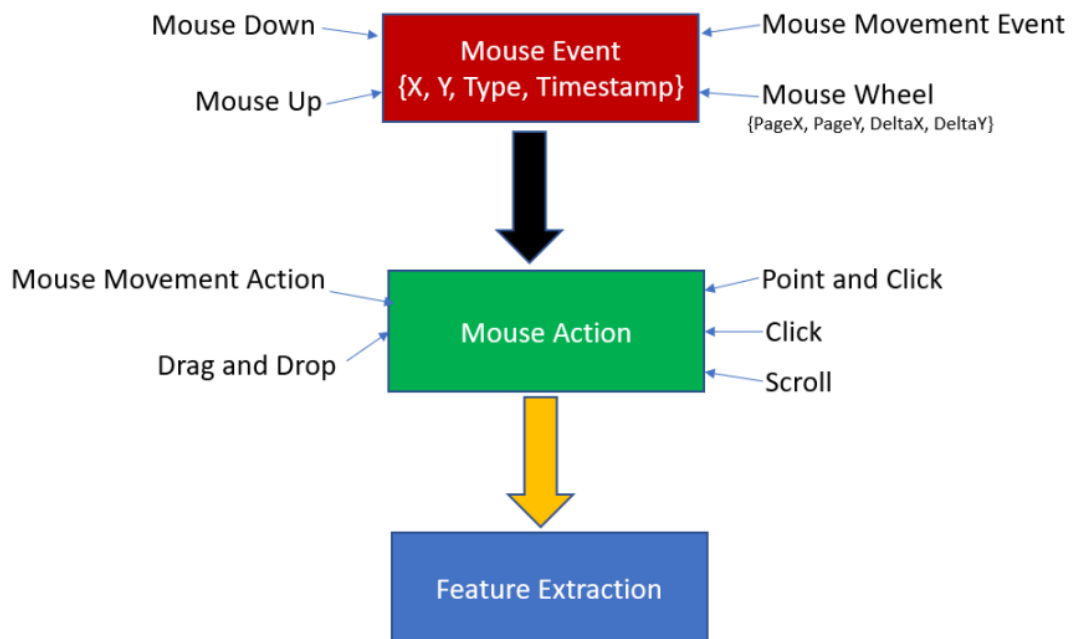 Mouse Down
Mouse Event
{X, Y, Type, Timestamp}
Mouse Movement Event
Mouse Up
Mouse Wheel
{PageX, PageY, DeltaX, DeltaY}
Mouse Movement Action
Mouse Action
Point and Click
Click
Drag and Drop
Scroll
Feature Extraction